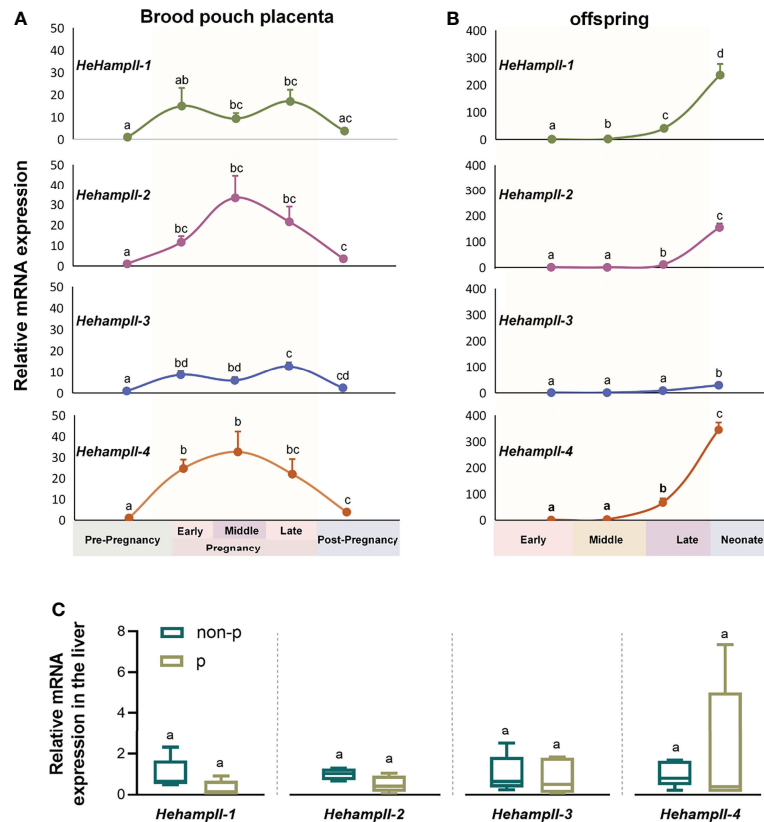 A
Brood pouch placenta
B
offspring
Relative mRNA expression
50
40
30
20
10
0
HeHampII-1
a
ab
bc
bc
ac
400
300
200
100
0
HeHampII-1
a
b
c
d
50
40
30
20
10
0
HehampII-2
a
bc
bc
bc
c
400
300
200
100
0
HehampII-2
a
a
b
c
50
40
30
20
10
0
HehampII-3
a
bd
bd
c
cd
400
300
200
100
0
HehampII-3
a
a
a
b
50
40
30
20
10
0
HehampII-4
a
b
b
bc
c
400
300
200
100
0
HehampII-4
a
a
b
c
Pre-Pregnancy
Early
Middle
Late
Pregnancy
Post-Pregnancy
Early
Middle
Late
Neonate
C
Relative mRNA
expression in the liver
8
6
4
2
0
non-p
p
a
a
a
a
a
a
a
a
HehampII-1
HehampII-2
HehampII-3
HehampII-4